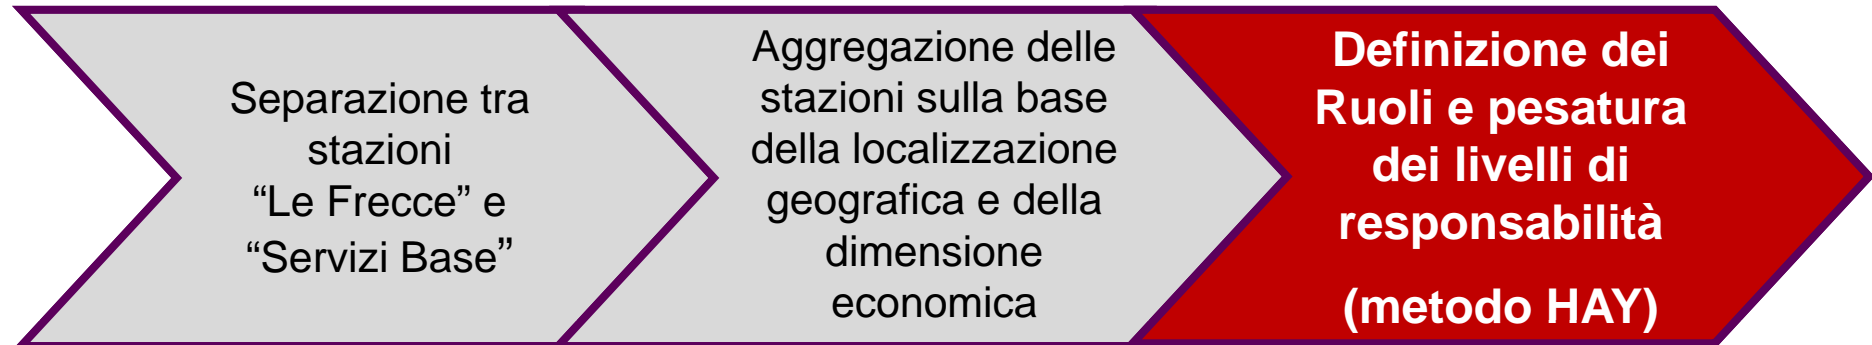 Separazione tra
stazioni
“Le Frecce” e
“Servizi Base”
Aggregazione delle
stazioni sulla base
della localizzazione
geografica e della
dimensione
economica
Definizione dei
Ruoli e pesatura
dei livelli di
responsabilità
(metodo HAY)